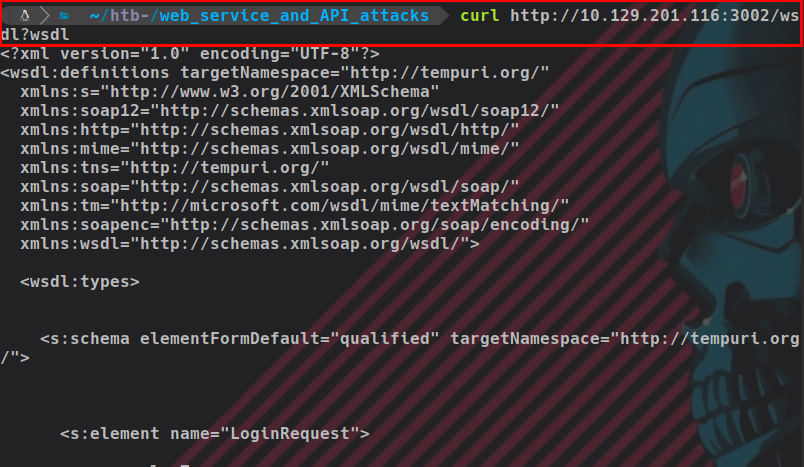 ~/htb-/web_service_and_API_attacks curl http://10.129.201.116:3002/ws
dl?wsdl
<?xml version="1.0" encoding="UTF-8"?>
<wsdl:definitions targetNamespace="http://tempuri.org/"
xmlns:s="http://www.w3.org/2001/XMLSchema"
xmlns:soap12="http://schemas.xmlsoap.org/wsdl/soap12/"
xmlns:http="http://schemas.xmlsoap.org/wsdl/http/"
xmlns:mime="http://schemas.xmlsoap.org/wsdl/mime/"
xmlns:tns="http://tempuri.org/"
xmlns:soap="http://schemas.xmlsoap.org/wsdl/soap/"
xmlns:tm="http://microsoft.com/wsdl/mime/textMatching/"
xmlns:soapenc="http://schemas.xmlsoap.org/soap/encoding/"
xmlns:wsdl="http://schemas.xmlsoap.org/wsdl/">
<wsdl:types>
<s:schema elementFormDefault="qualified" targetNamespace="http://tempuri.org
/">
<s:element name="LoginRequest">